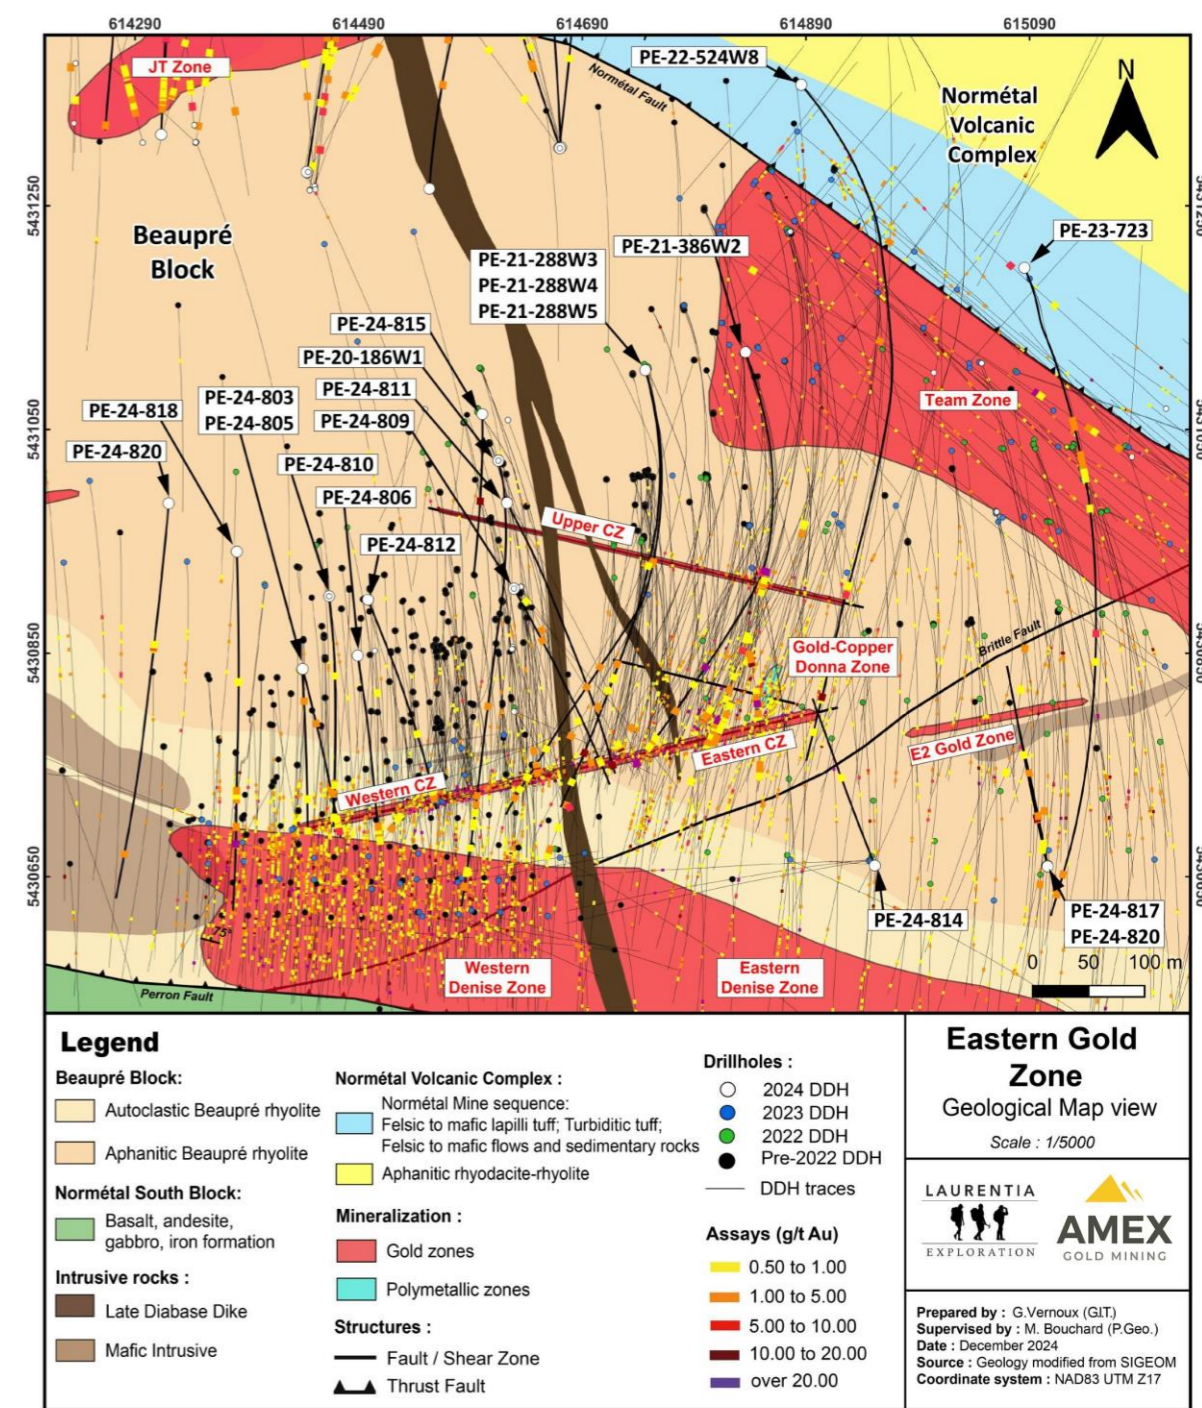 614290
614490
614690
614890
615090
5431250
5431050
5430850
5430650
5431250
5431050
5430850
5430650
JT Zone
Normétal Fault
PE-22-524W8
Normétal
Volcanic
Complex
N
Beaupré
Block
PE-23-723
PE-21-386W2
PE-21-288W3
PE-21-288W4
PE-21-288W5
PE-24-815
PE-20-186W1
PE-24-811
PE-24-809
PE-24-803
PE-24-805
PE-24-818
PE-24-820
PE-24-810
PE-24-806
PE-24-812
Team Zone
Upper CZ
Gold-Copper
Donna Zone
Brittle Fault
E2 Gold Zone
Eastern CZ
Western CZ
PE-24-814
PE-24-817
PE-24-820
0 50 100 m
75°
Western
Denise Zone
Eastern
Denise Zone
Perron Fault
Legend
Beaupré Block:
Autoclastic Beaupré rhyolite
Aphanitic Beaupré rhyolite
Normétal South Block:
Basalt, andesite,
gabbro, iron formation
Intrusive rocks :
Late Diabase Dike
Mafic Intrusive
Normétal Volcanic Complex :
Normétal Mine sequence:
Felsic to mafic lapilli tuff; Turbiditic tuff;
Felsic to mafic flows and sedimentary rocks
Aphanitic rhyodacite-rhyolite
Mineralization :
Gold zones
Polymetallic zones
Structures :
Fault / Shear Zone
Thrust Fault
Drillholes :
2024 DDH
2023 DDH
2022 DDH
Pre-2022 DDH
DDH traces
Assays (g/t Au)
0.50 to 1.00
1.00 to 5.00
5.00 to 10.00
10.00 to 20.00
over 20.00
Eastern Gold
Zone
Geological Map view
Scale : 1/5000
LAURENTIA
EXPLORATION
AMEX
GOLD MINING
Prepared by : G.Vernoux (G.I.T.)
Supervised by : M. Bouchard (P.Geo.)
Date : December 2024
Source : Geology modified from SIGEOM
Coordinate system : NAD83 UTM Z17